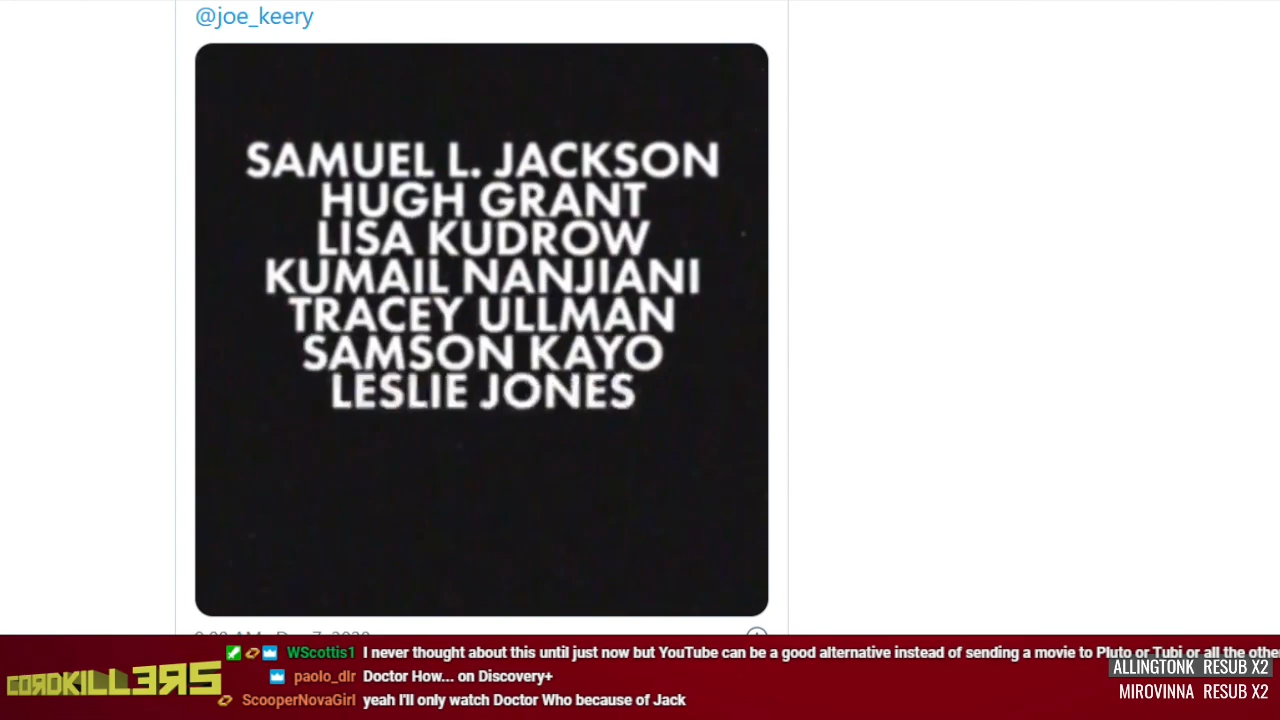 @joe_keery
SAMUEL L. JACKSON
HUGH GRANT
LISA KUDROW
KUMAIL NANJIANI
TRACEY ULLMAN
SAMSON KAYO
LESLIE JONES
CORDKILLERS
WScottis1 I never thought about this until just now but YouTube can be a good alternative instead of sending a movie to Pluto or Tubi or all the othe
paolo_dlr Doctor How... on Discovery+
ScooperNovaGirl yeah I'll only watch Doctor Who because of Jack
ALLINGTONK RESUB X2
MIROVINNA RESUB X2